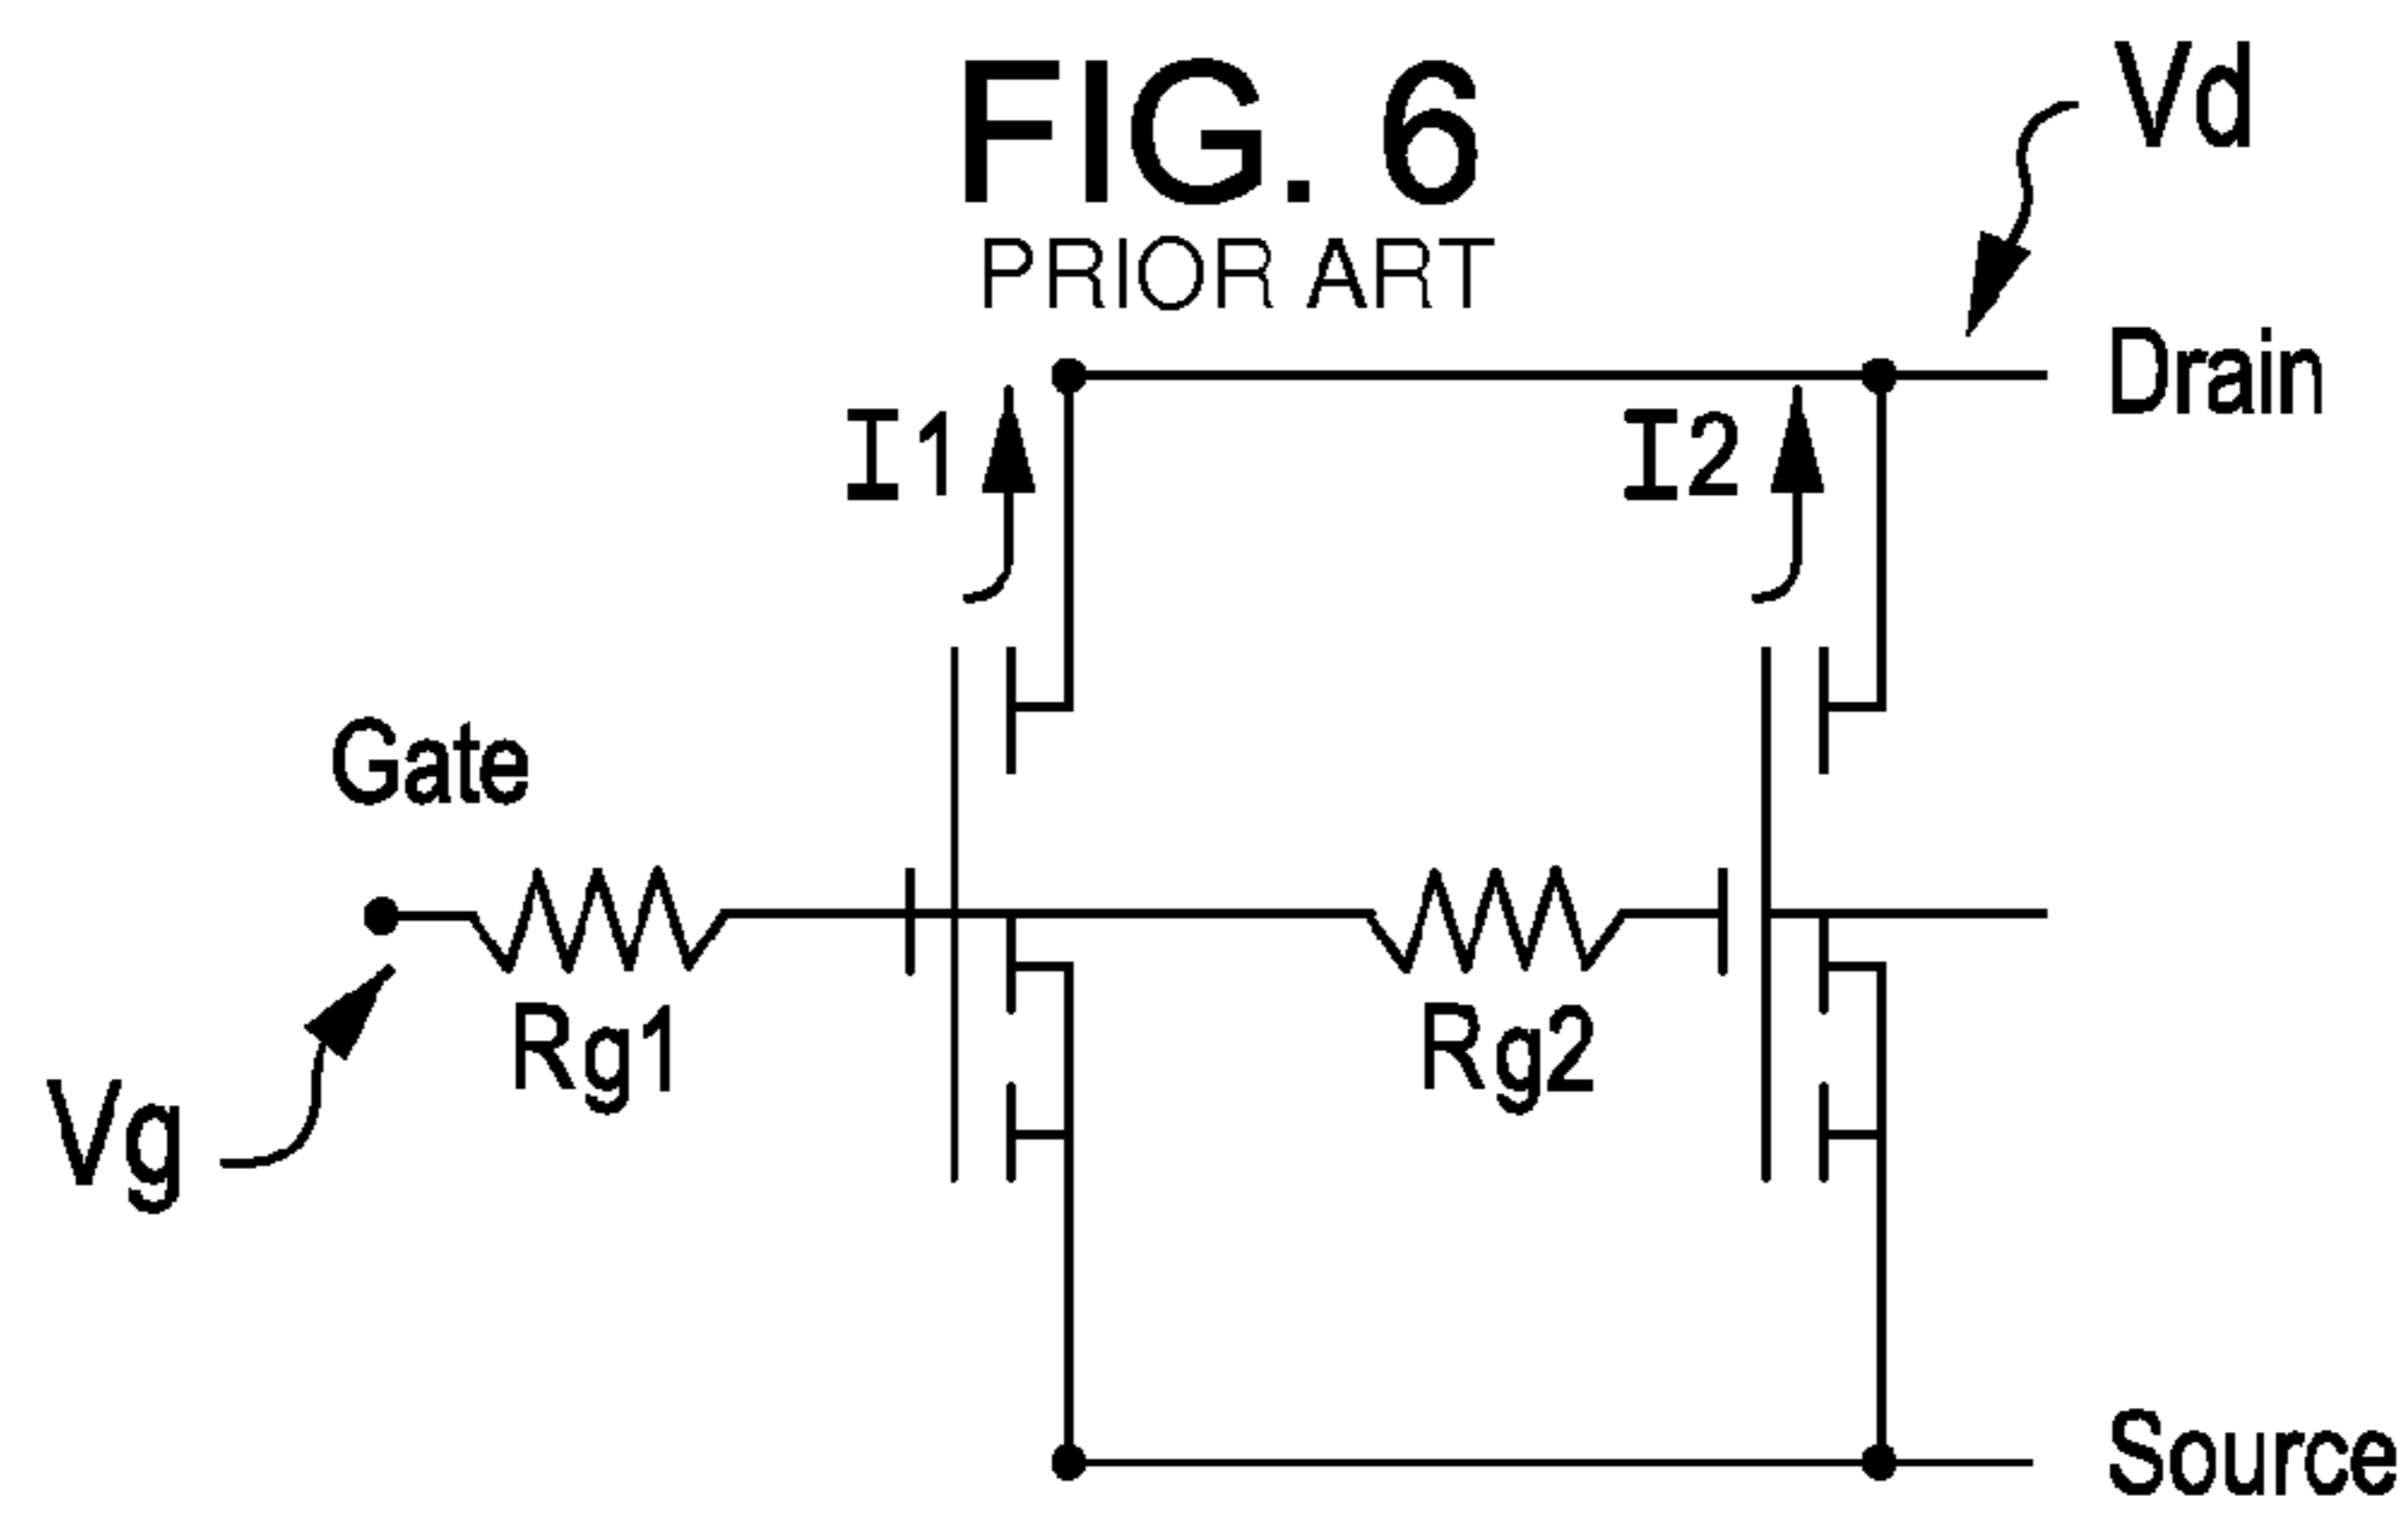 FIG. 6
PRIOR ART
Vd
Drain
I1
I2
Gate
Rg1
Rg2
Vg
Source